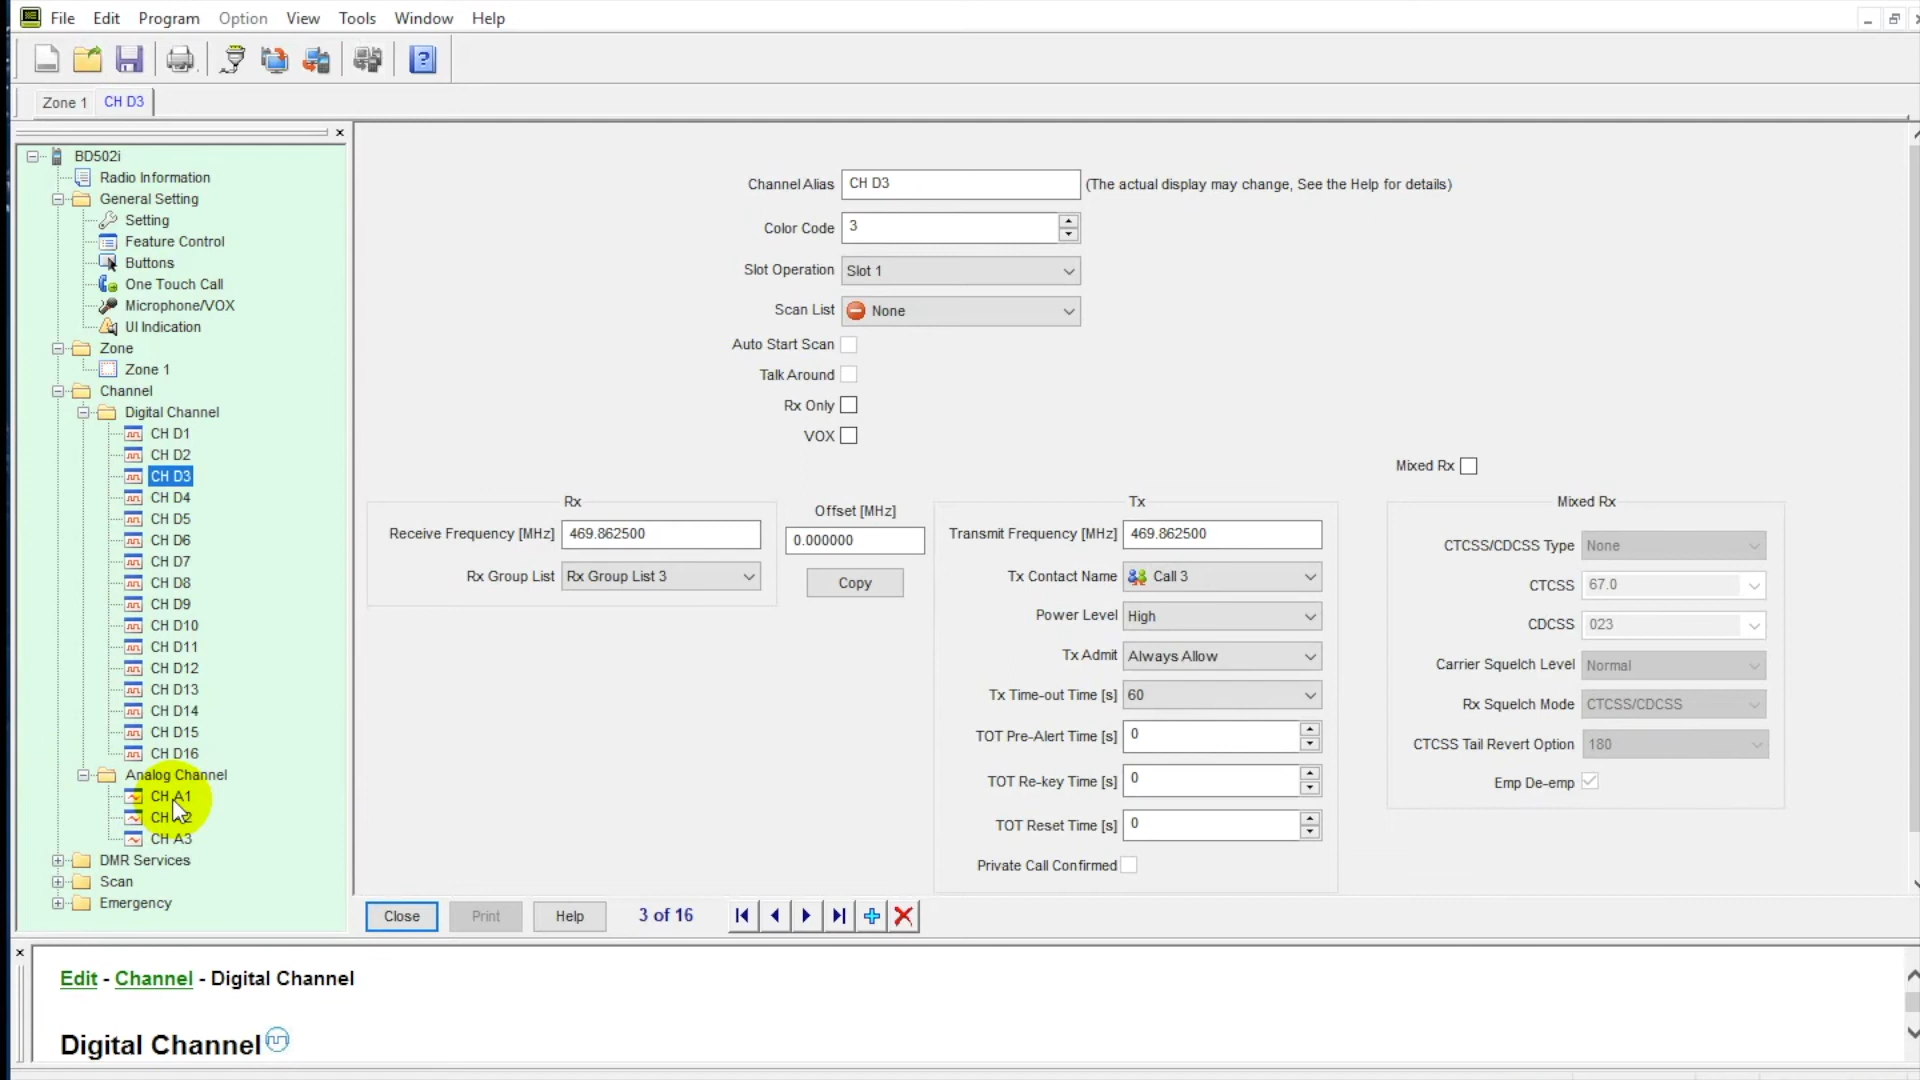 File Edit Program Option View Tools Window Help
Zone 1 CH D3
BD502i
Radio Information
General Setting
Setting
Feature Control
Buttons
One Touch Call
Microphone/VOX
UI Indication
Zone
Zone 1
Channel
Digital Channel
CH D1
CH D2
CH D3
CH D4
CH D5
CH D6
CH D7
CH D8
CH D9
CH D10
CH D11
CH D12
CH D13
CH D14
CH D15
CH D16
Analog Channel
CH A1
CH A2
CH A3
DMR Services
Scan
Emergency
Channel Alias CH D3 (The actual display may change, See the Help for details)
Color Code 3
Slot Operation Slot 1
Scan List None
Auto Start Scan
Talk Around
Rx Only
VOX
Rx
Receive Frequency [MHz] 469.862500
Rx Group List Rx Group List 3
Offset [MHz]
0.000000
Copy
Tx
Transmit Frequency [MHz] 469.862500
Tx Contact Name Call 3
Power Level High
Tx Admit Always Allow
Tx Time-out Time [s] 60
TOT Pre-Alert Time [s] 0
TOT Re-key Time [s] 0
TOT Reset Time [s] 0
Private Call Confirmed
Mixed Rx
Mixed Rx
CTCSS/CDCSS Type None
CTCSS 67.0
CDCSS 023
Carrier Squelch Level Normal
Rx Squelch Mode CTCSS/CDCSS
CTCSS Tail Revert Option 180
Emp De-emp
Close Print Help 3 of 16
Edit - Channel - Digital Channel
Digital Channel